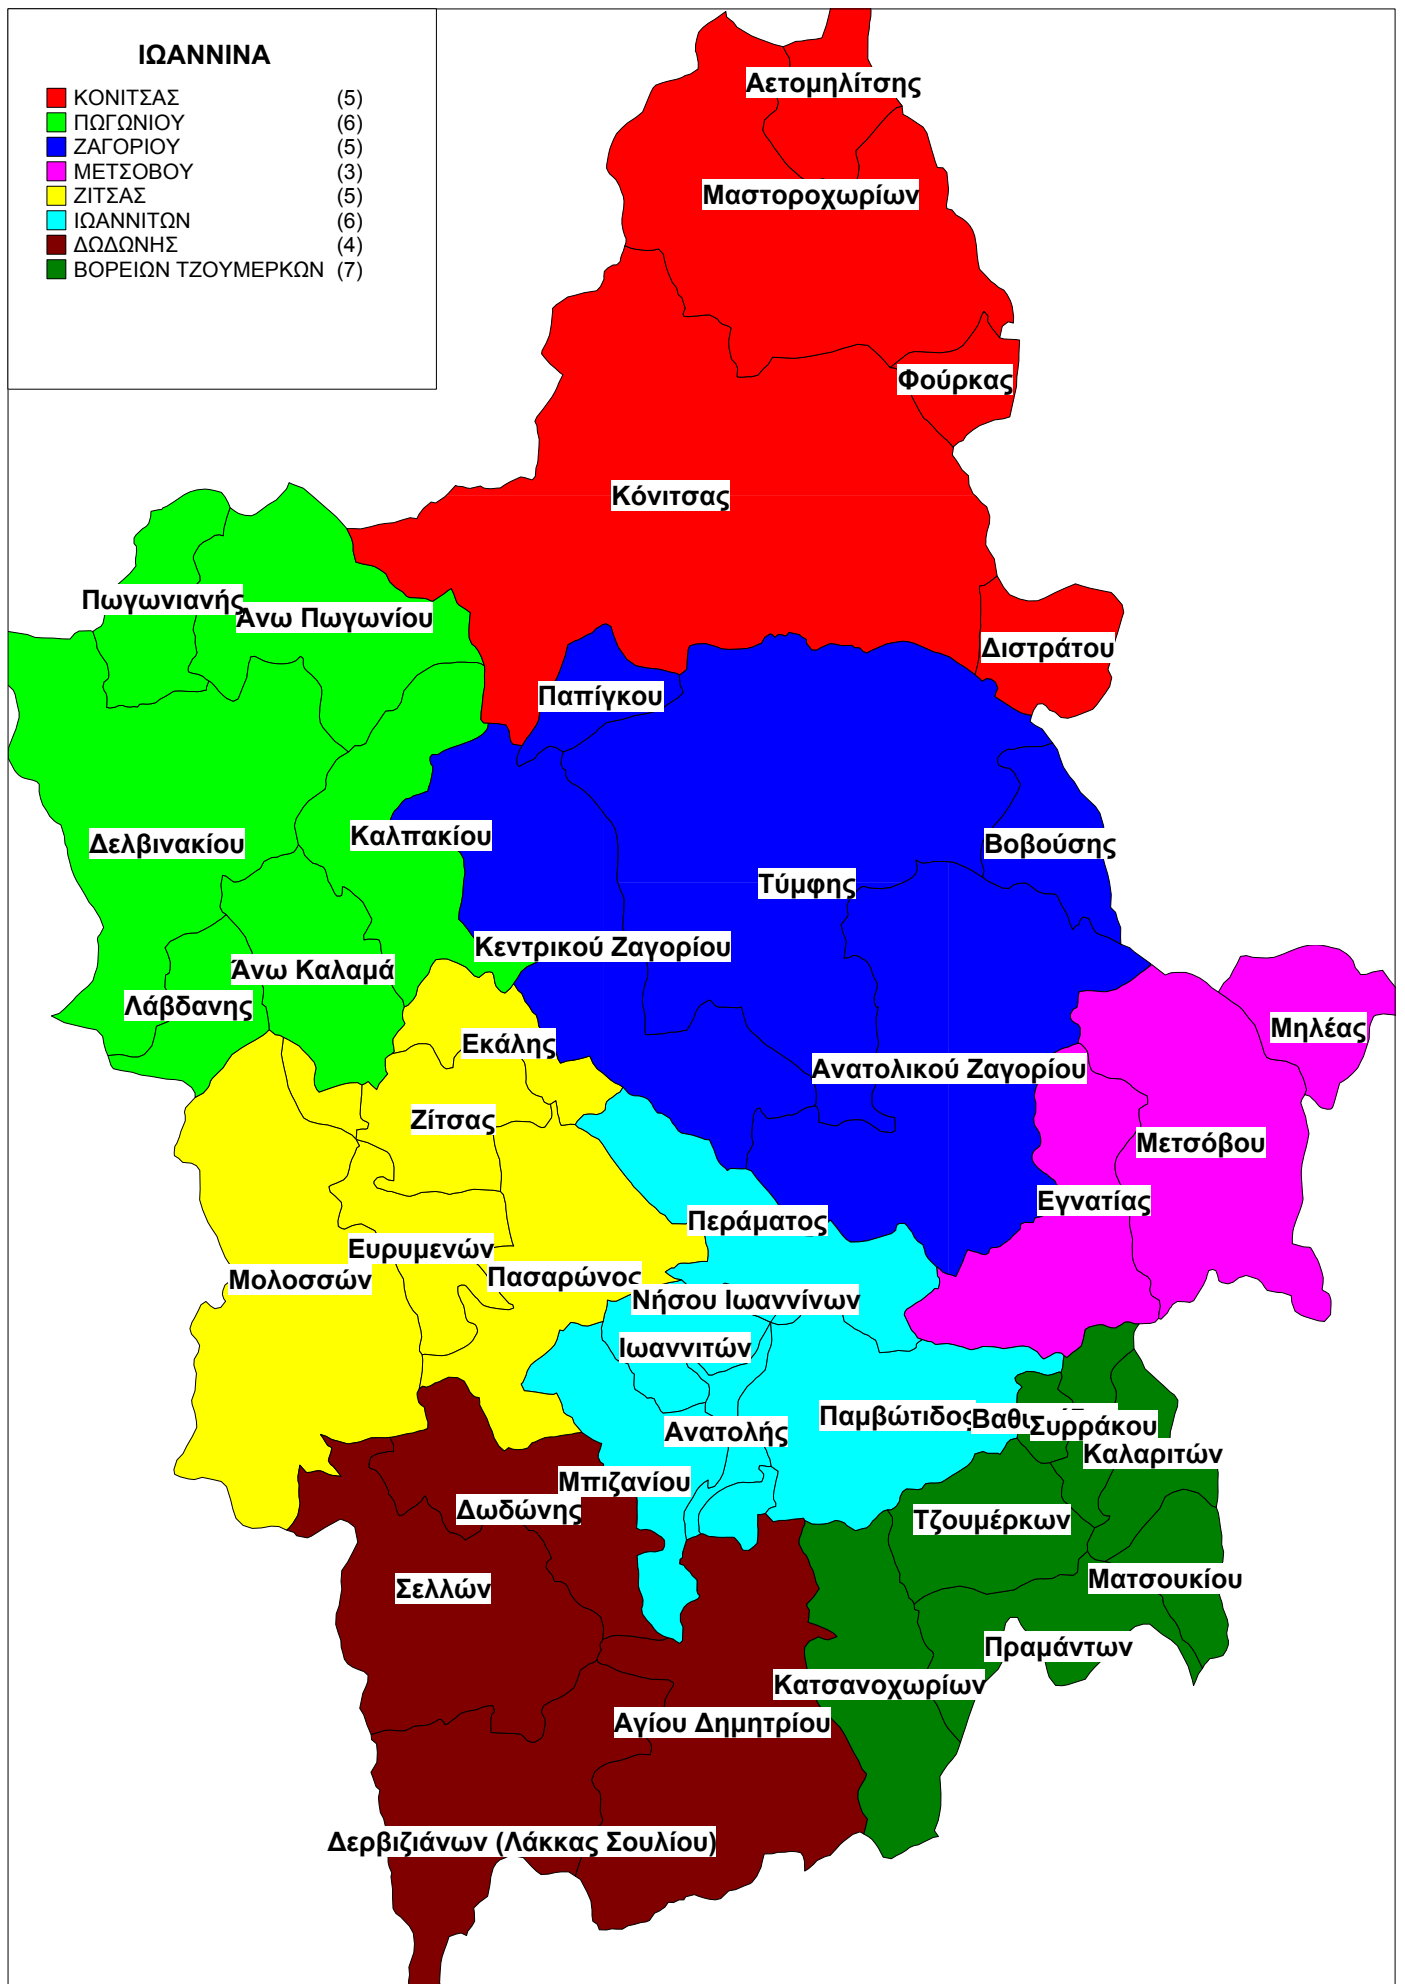 ΙΩΑΝΝΙΝΑ
ΚΟΝΙΤΣΑΣ (5)
ΠΩΓΩΝΙΟΥ (6)
ΖΑΓΟΡΙΟΥ (5)
ΜΕΤΣΟΒΟΥ (3)
ΖΙΤΣΑΣ (5)
ΙΩΑΝΝΙΤΩΝ (6)
ΔΩΔΩΝΗΣ (4)
ΒΟΡΕΙΩΝ ΤΖΟΥΜΕΡΚΩΝ (7)
Αετομηλίτσης
Μαστοροχωρίων
Φούρκας
Κόνιτσας
Πωγωνιανής
Άνω Πωγωνίου
Διστράτου
Παπίγκου
Καλπακίου
Δελβινακίου
Βοβούσης
Τύμφης
Κεντρικού Ζαγορίου
Άνω Καλαμά
Λάβδανης
Μηλέας
Εκάλης
Ανατολικού Ζαγορίου
Ζίτσας
Μετσόβου
Εγνατίας
Περάματος
Ευρυμενών
Μολοσσών
Πασαρώνος
Νήσου Ιωαννίνων
Ιωαννιτών
Παμβώτιδος
Συρράκου
Ανατολής
Καλαριτών
Μπιζανίου
Δωδώνης
Τζουμέρκων
Σελλών
Ματσουκίου
Πραμάντων
Κατσανοχωρίων
Αγίου Δημητρίου
Δερβιζιάνων (Λάκκας Σουλίου)